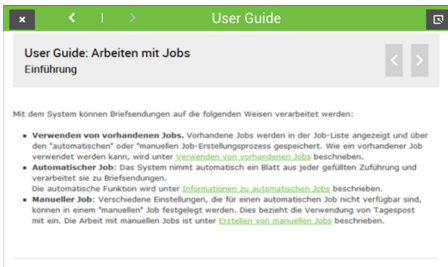 User Guide
User Guide: Arbeiten mit Jobs
Einführung
Mit dem System können Briefsendungen auf die folgenden Weisen verarbeitet werden:
Verwenden von vorhandenen Jobs. Vorhandene Jobs werden in der Job-Liste angezeigt und über
den "automatischen" oder "manuellen Job-Erstellungsprozess gespeichert. Wie ein vorhandener Job
verwendet werden kann, wird unter Verwenden von vorhandenen Jobs beschrieben.
Automatischer Job: Das System nimmt automatisch ein Blatt aus jeder gefüllten Zuführung und
verarbeitet sie zu Briefsendungen.
Die automatische Funktion wird unter Informationen zu automatischen Jobs beschrieben.
Manueller Job: Verschiedene Einstellungen, die für einen automatischen Job nicht verfügbar sind,
können in einem "manuellen" Job festgelegt werden. Dies bezieht die Verwendung von Tagespost
mit ein. Die Arbeit mit manuellen Jobs ist unter Erstellen von manuellen Jobs beschrieben.